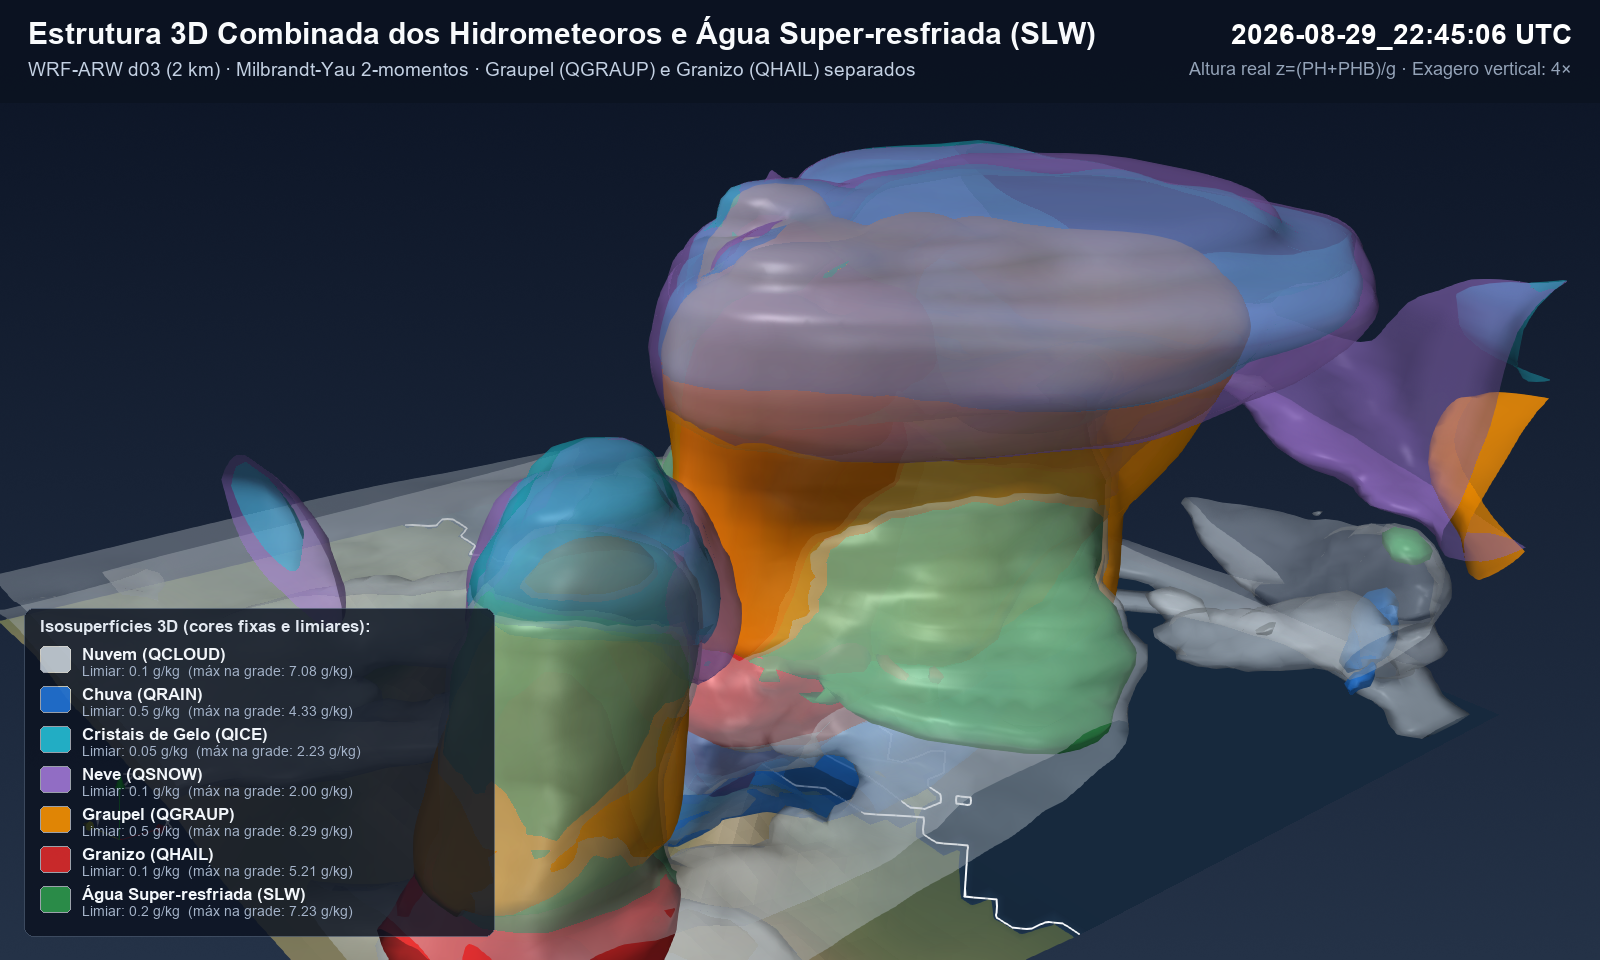 Estrutura 3D Combinada dos Hidrometeoros e Água Super-resfriada (SLW)
2026-08-29_22:45:06 UTC
WRF-ARW d03 (2 km) · Milbrandt-Yau 2-momentos · Graupel (QGRAUP) e Granizo (QHAIL) separados
Altura real z=(PH+PHB)/g · Exagero vertical: 4×
Isosuperfícies 3D (cores fixas e limiares):
Nuvem (QCLOUD)
Limiar: 0.1 g/kg (máx na grade: 7.08 g/kg)
Chuva (QRAIN)
Limiar: 0.5 g/kg (máx na grade: 4.33 g/kg)
Cristais de Gelo (QICE)
Limiar: 0.05 g/kg (máx na grade: 2.23 g/kg)
Neve (QSNOW)
Limiar: 0.1 g/kg (máx na grade: 2.00 g/kg)
Graupel (QGRAUP)
Limiar: 0.5 g/kg (máx na grade: 8.29 g/kg)
Granizo (QHAIL)
Limiar: 0.1 g/kg (máx na grade: 5.21 g/kg)
Água Super-resfriada (SLW)
Limiar: 0.2 g/kg (máx na grade: 7.23 g/kg)